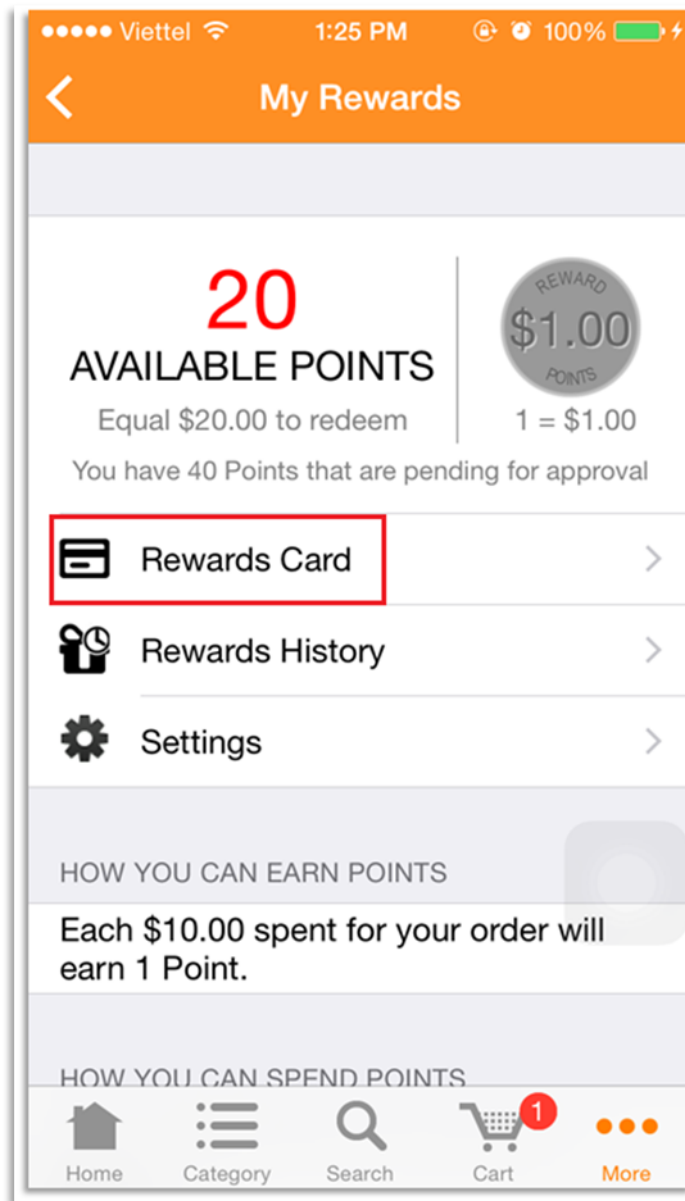 Viettel 1:25 PM 100%
My Rewards
20
AVAILABLE POINTS
Equal $20.00 to redeem
REWARD
$1.00
POINTS
1 = $1.00
You have 40 Points that are pending for approval
Rewards Card
Rewards History
Settings
HOW YOU CAN EARN POINTS
Each $10.00 spent for your order will
earn 1 Point.
HOW YOU CAN SPEND POINTS
1
Home Category Search Cart More